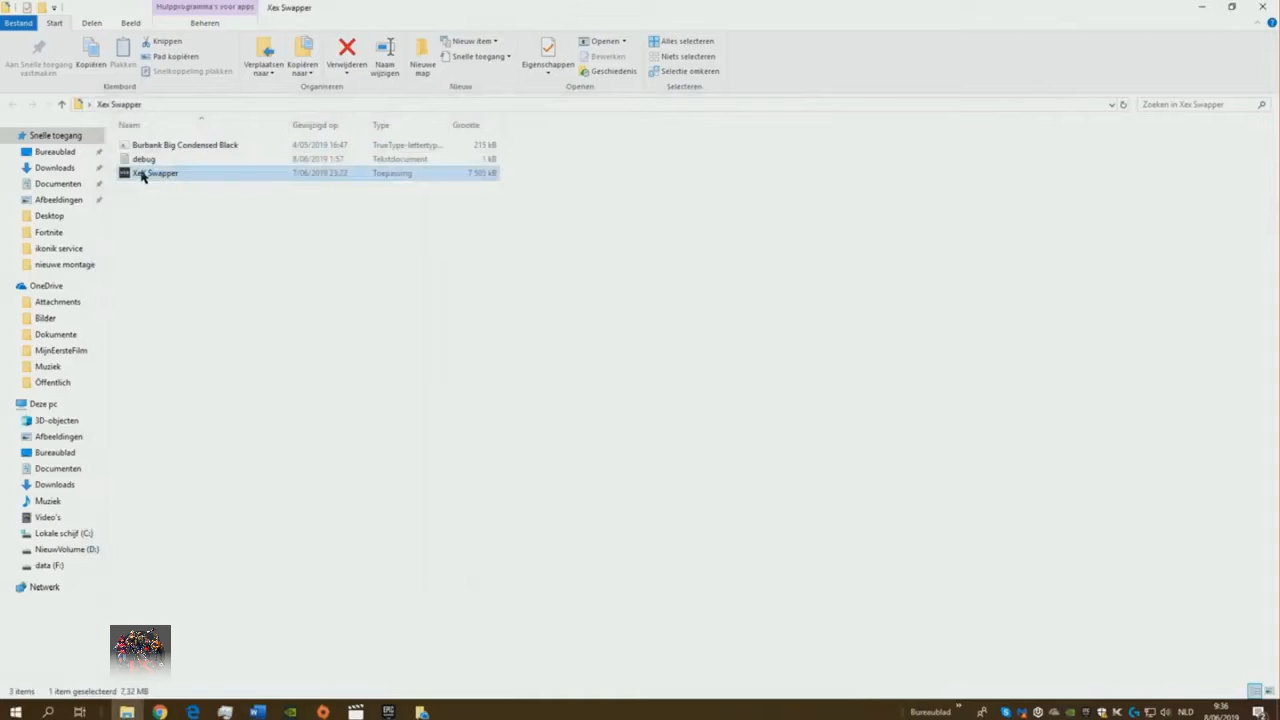 Hulpprogramma's voor apps
Xex Swapper
Bestand Start Delen Beeld Beheren
Aan Snelle toegang vastmaken
Kopiëren
Plakken
Knippen
Pad kopiëren
Snelkoppeling plakken
Klembord
Verplaatsen naar
Kopiëren naar
Verwijderen
Naam wijzigen
Organiseren
Nieuwe map
Nieuw item
Snelle toegang
Nieuw
Eigenschappen
Openen
Bewerken
Geschiedenis
Openen
Alles selecteren
Niets selecteren
Selectie omkeren
Selecteren
Xex Swapper
Zoeken in Xex Swapper
Naam Gewijzigd op Type Grootte
Burbank Big Condensed Black 4/05/2019 16:47 TrueType-lettertyp... 215 kB
debug 8/06/2019 1:57 Tekstdocument 1 kB
XeX Swapper 7/06/2019 23:22 Toepassing 7 505 kB
Snelle toegang
Bureaublad
Downloads
Documenten
Afbeeldingen
Desktop
Fortnite
ikonik service
nieuwe montage
OneDrive
Attachments
Bilder
Dokumente
MijnEersteFilm
Muziek
Öffentlich
Deze pc
3D-objecten
Afbeeldingen
Bureaublad
Documenten
Downloads
Muziek
Video's
Lokale schijf (C:)
NieuwVolume (D:)
data (F:)
Netwerk
3 items 1 item geselecteerd 7,32 MB
Bureaublad
NLD
9:36
8/06/2019